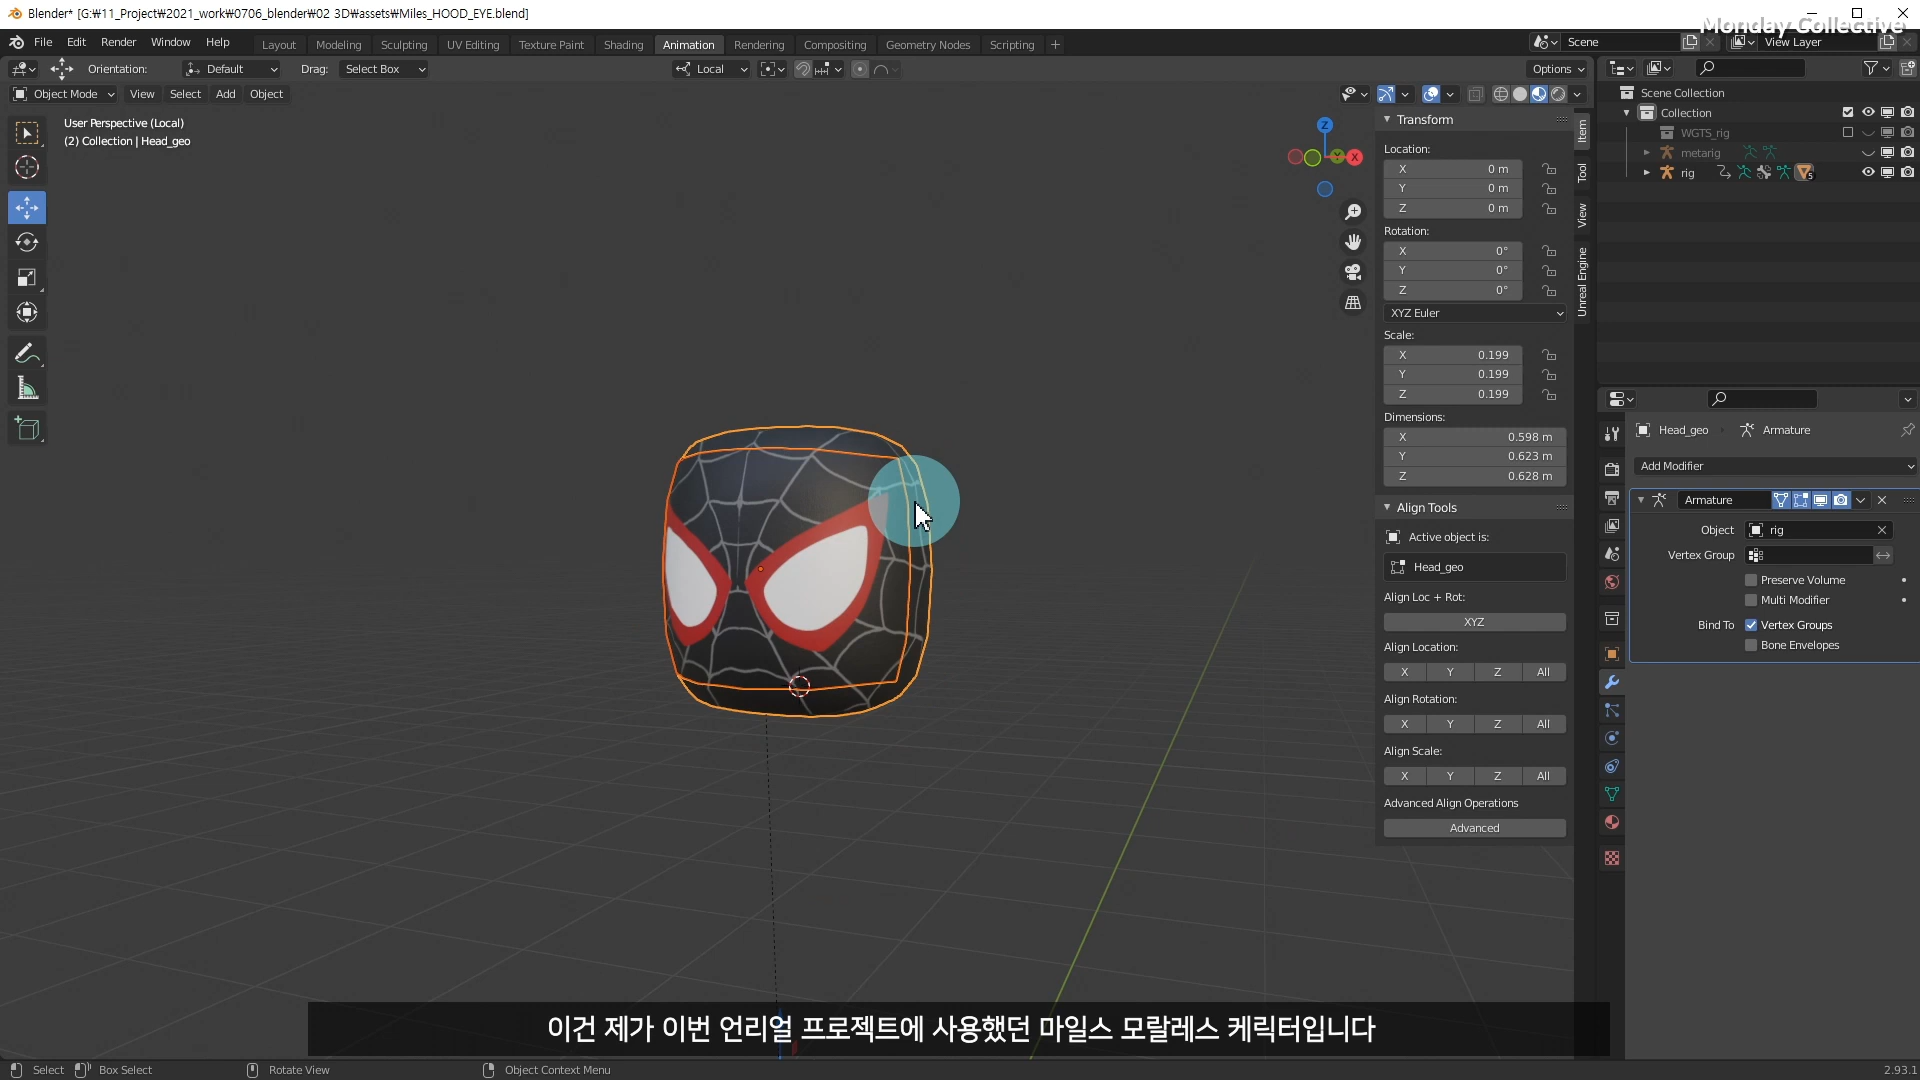 Blender* [G:₩11_Project₩2021_work₩0706_blender₩02 3D₩assets₩Miles_HOOD_EYE.blend]
Monday Collective
File Edit Render Window Help
Layout Modeling Sculpting UV Editing Texture Paint Shading Animation Rendering Compositing Geometry Nodes Scripting +
Scene
View Layer
Orientation: Default Drag: Select Box
Local
Options
Object Mode View Select Add Object
User Perspective (Local)
(2) Collection | Head_geo
Z
X
Y
Transform
Location:
X 0 m
Y 0 m
Z 0 m
Rotation:
X 0°
Y 0°
Z 0°
XYZ Euler
Scale:
X 0.199
Y 0.199
Z 0.199
Dimensions:
X 0.598 m
Y 0.623 m
Z 0.628 m
Align Tools
Active object is:
Head_geo
Align Loc + Rot:
XYZ
Align Location:
X Y Z All
Align Rotation:
X Y Z All
Align Scale:
X Y Z All
Advanced Align Operations
Advanced
Item
Tool
View
Unreal Engine
Scene Collection
Collection
WGTS_rig
metarig
rig 5
Head_geo Armature
Add Modifier
Armature
Object rig
Vertex Group
Preserve Volume
Multi Modifier
Bind To Vertex Groups
Bone Envelopes
이건 제가 이번 언리얼 프로젝트에 사용했던 마일스 모랄레스 케릭터입니다
Select Box Select Rotate View Object Context Menu
2.93.1